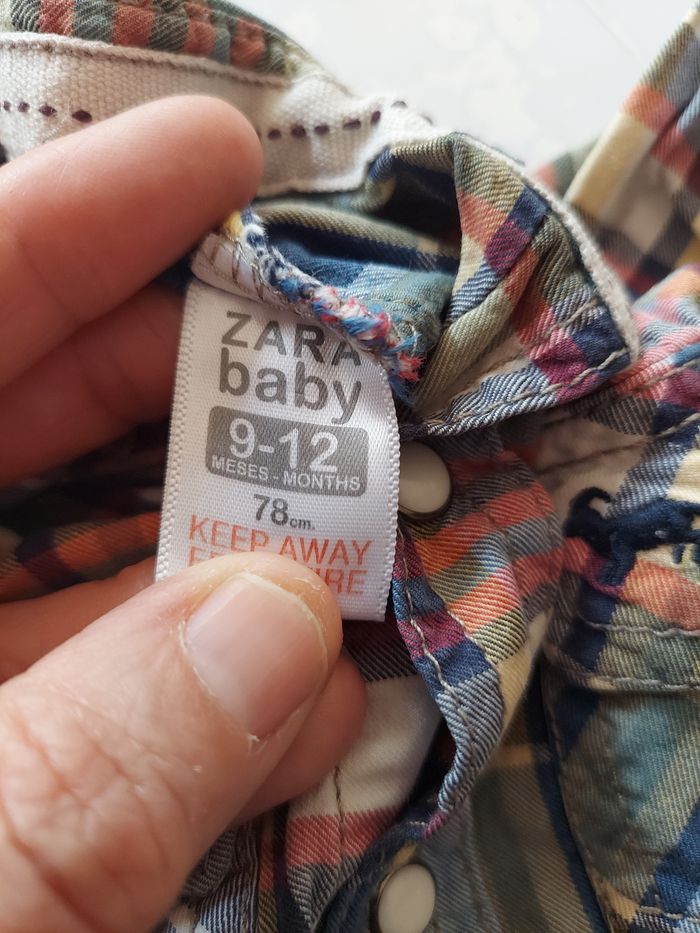 ZARA
baby
9-12
MESES - MONTHS
78cm.
KEEP AWAY